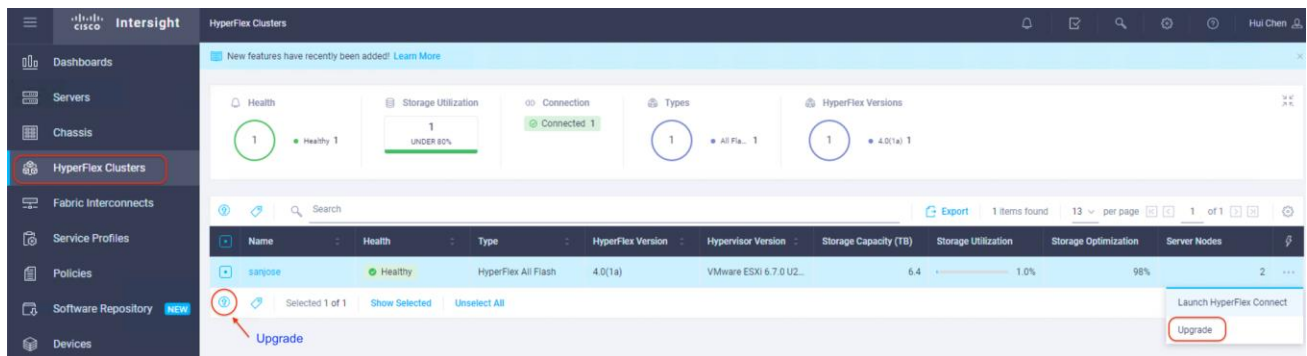 cisco Intersight
HyperFlex Clusters
Hui Chen
Dashboards
Servers
Chassis
HyperFlex Clusters
Fabric Interconnects
Service Profiles
Policies
Software Repository NEW
Devices
New features have recently been added! Learn More
Health
1
Healthy 1
Storage Utilization
1
UNDER 80%
Connection
Connected 1
Types
1
All Fla... 1
HyperFlex Versions
1
4.0(1a) 1
Search
Export 1 items found 13 per page 1 of 1
Name Health Type HyperFlex Version Hypervisor Version Storage Capacity (TB) Storage Utilization Storage Optimization Server Nodes
sanjose Healthy HyperFlex All Flash 4.0(1a) VMware ESXi 6.7.0 U2... 6.4 1.0% 98% 2 ...
Selected 1 of 1 Show Selected Unselect All
Launch HyperFlex Connect
Upgrade
Upgrade